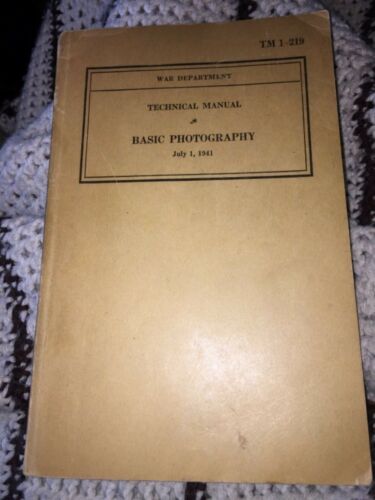 TM 1-219
WAR DEPARTMENT
TECHNICAL MANUAL
BASIC PHOTOGRAPHY
July 1, 1941